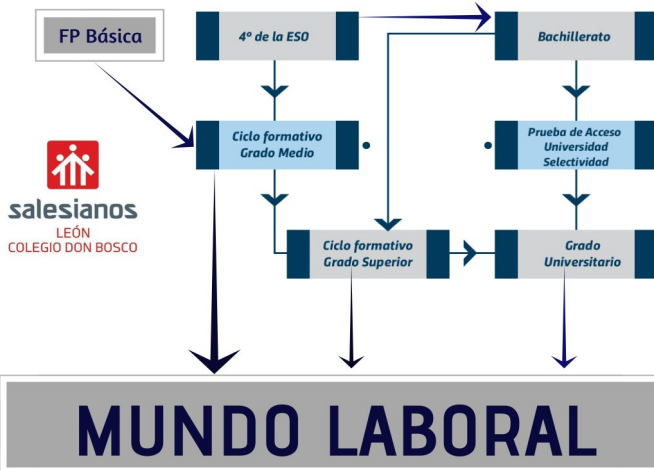 FP Básica
4º de la ESO
Bachillerato
Ciclo formativo
Grado Medio
Prueba de Acceso
Universidad
Selectividad
salesianos
LEÓN
COLEGIO DON BOSCO
Ciclo formativo
Grado Superior
Grado
Universitario
MUNDO LABORAL